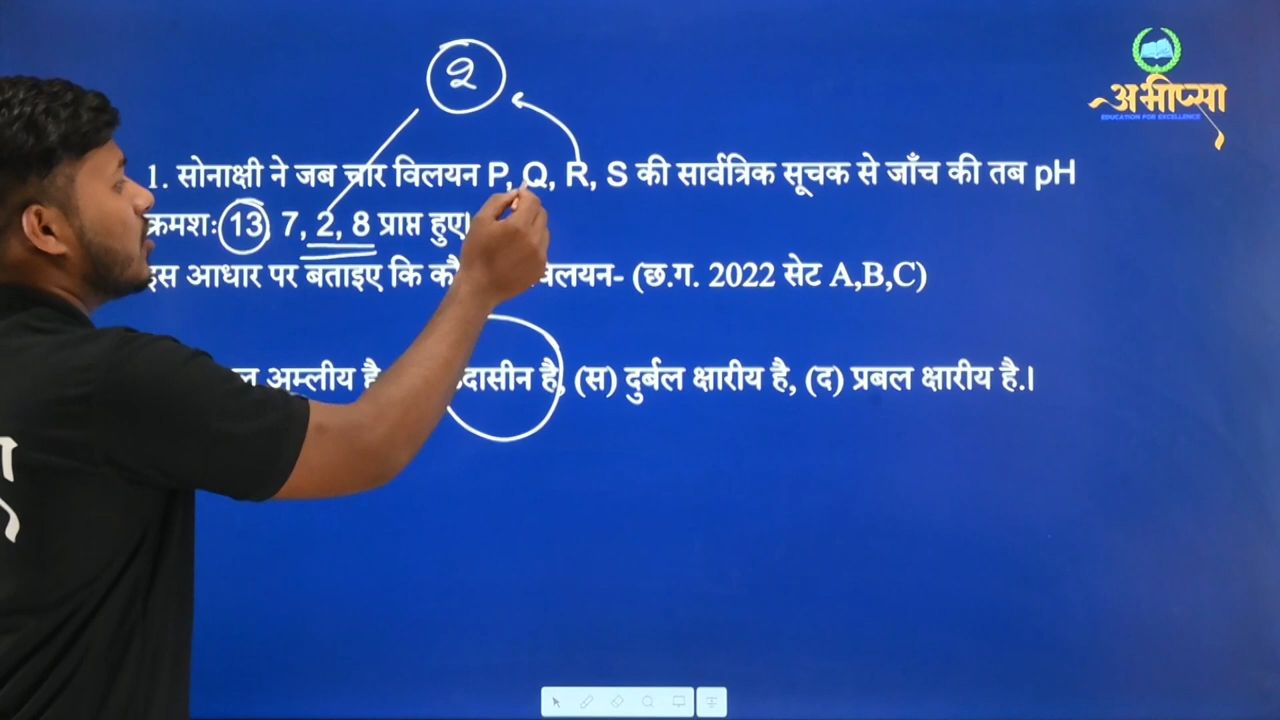 2
अभीप्सा
EDUCATION FOR EXCELLENCE
1. सोनाक्षी ने जब चार विलयन P, Q, R, S की सार्वत्रिक सूचक से जाँच की तब pH
क्रमशः 13, 7, 2, 8 प्राप्त हुए।
इस आधार पर बताइए कि विलयन- (छ.ग. 2022 सेट A,B,C)
अम्लीय है, (स) दुर्बल क्षारीय है, (द) प्रबल क्षारीय है.।